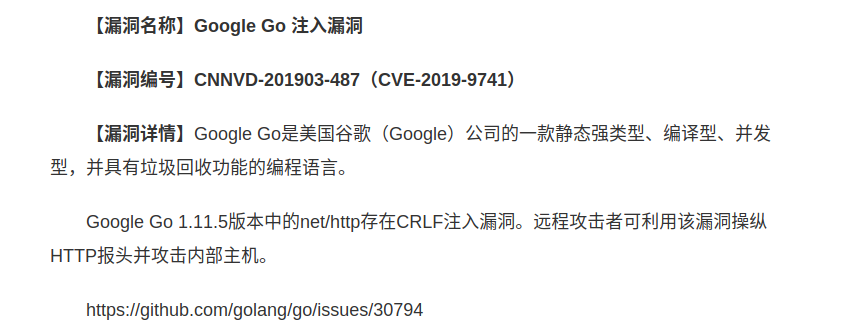 【漏洞名称】Google Go 注入漏洞
【漏洞编号】CNNVD-201903-487（CVE-2019-9741）
【漏洞详情】Google Go是美国谷歌（Google）公司的一款静态强类型、编译型、并发
型，并具有垃圾回收功能的编程语言。
Google Go 1.11.5版本中的net/http存在CRLF注入漏洞。远程攻击者可利用该漏洞操纵
HTTP报头并攻击内部主机。
https://github.com/golang/go/issues/30794